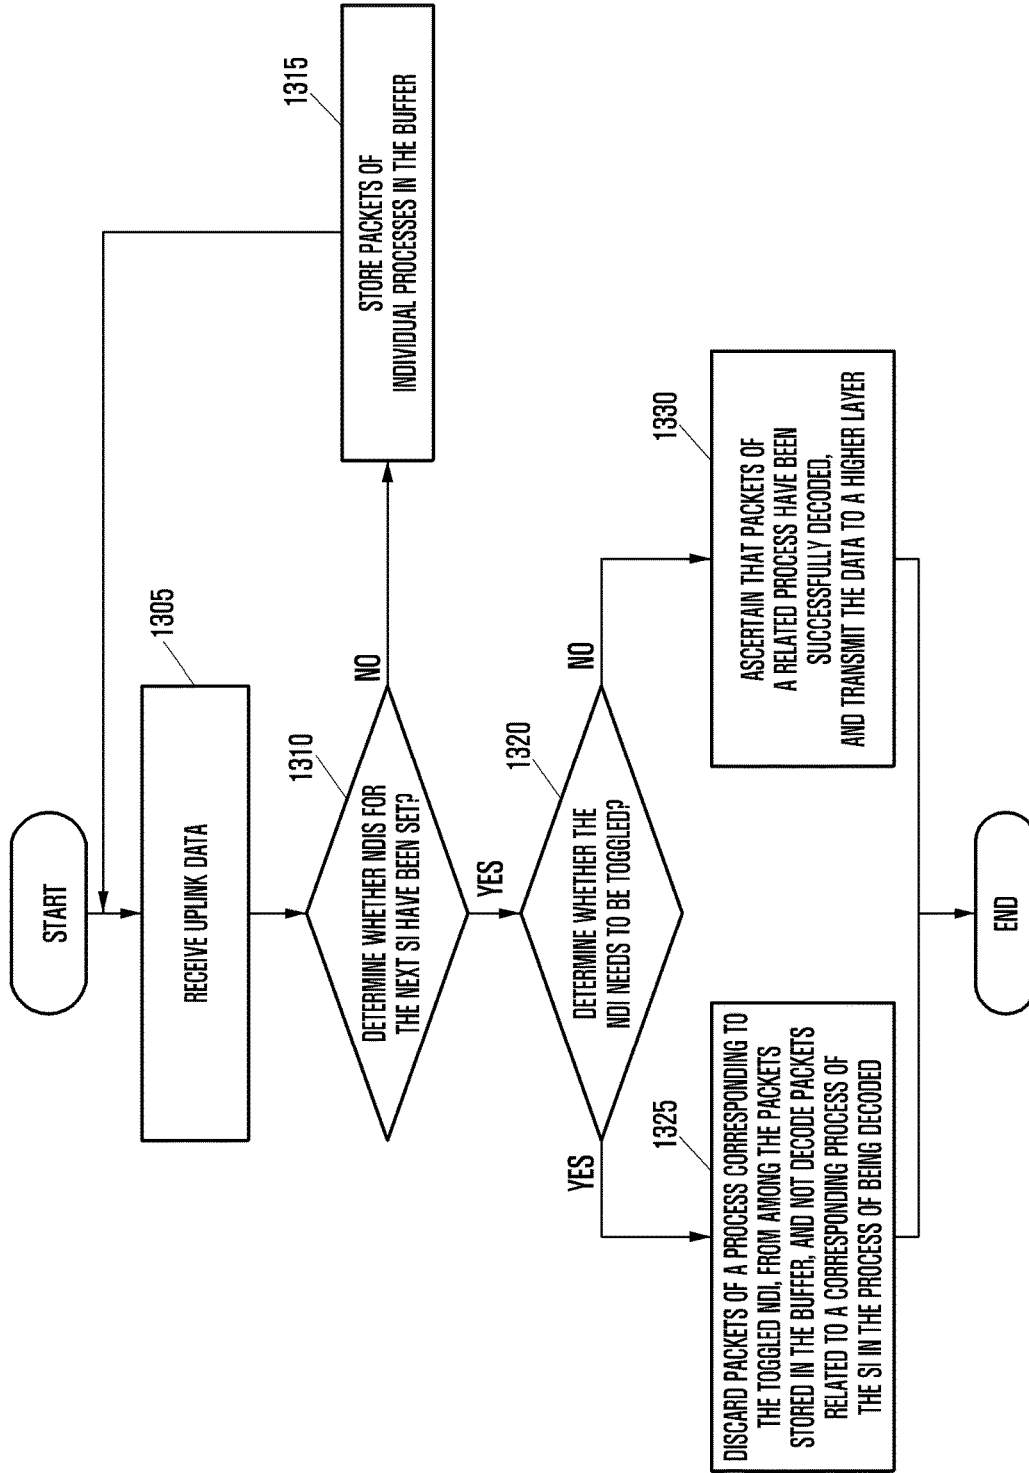 START
1305
RECEIVE UPLINK DATA
1310
DETERMINE WHETHER NDIS FOR
THE NEXT SI HAVE BEEN SET?
NO
1315
STORE PACKETS OF
INDIVIDUAL PROCESSES IN THE BUFFER
YES
1320
DETERMINE WHETHER THE
NDI NEEDS TO BE TOGGLED?
YES
NO
1325
DISCARD PACKETS OF A PROCESS CORRESPONDING TO
THE TOGGLED NDI, FROM AMONG THE PACKETS
STORED IN THE BUFFER, AND NOT DECODE PACKETS
RELATED TO A CORRESPONDING PROCESS OF
THE SI IN THE PROCESS OF BEING DECODED
1330
ASCERTAIN THAT PACKETS OF
A RELATED PROCESS HAVE BEEN
SUCCESSFULLY DECODED,
AND TRANSMIT THE DATA TO A HIGHER LAYER
END